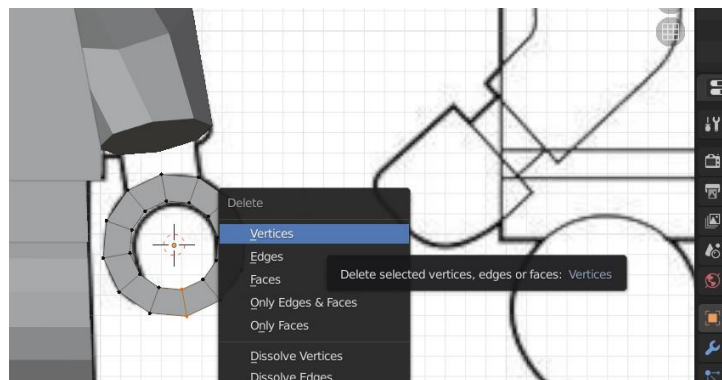 Delete
Vertices
Edges
Faces
Delete selected vertices, edges or faces: Vertices
Only Edges & Faces
Only Faces
Dissolve Vertices
Dissolve Edges